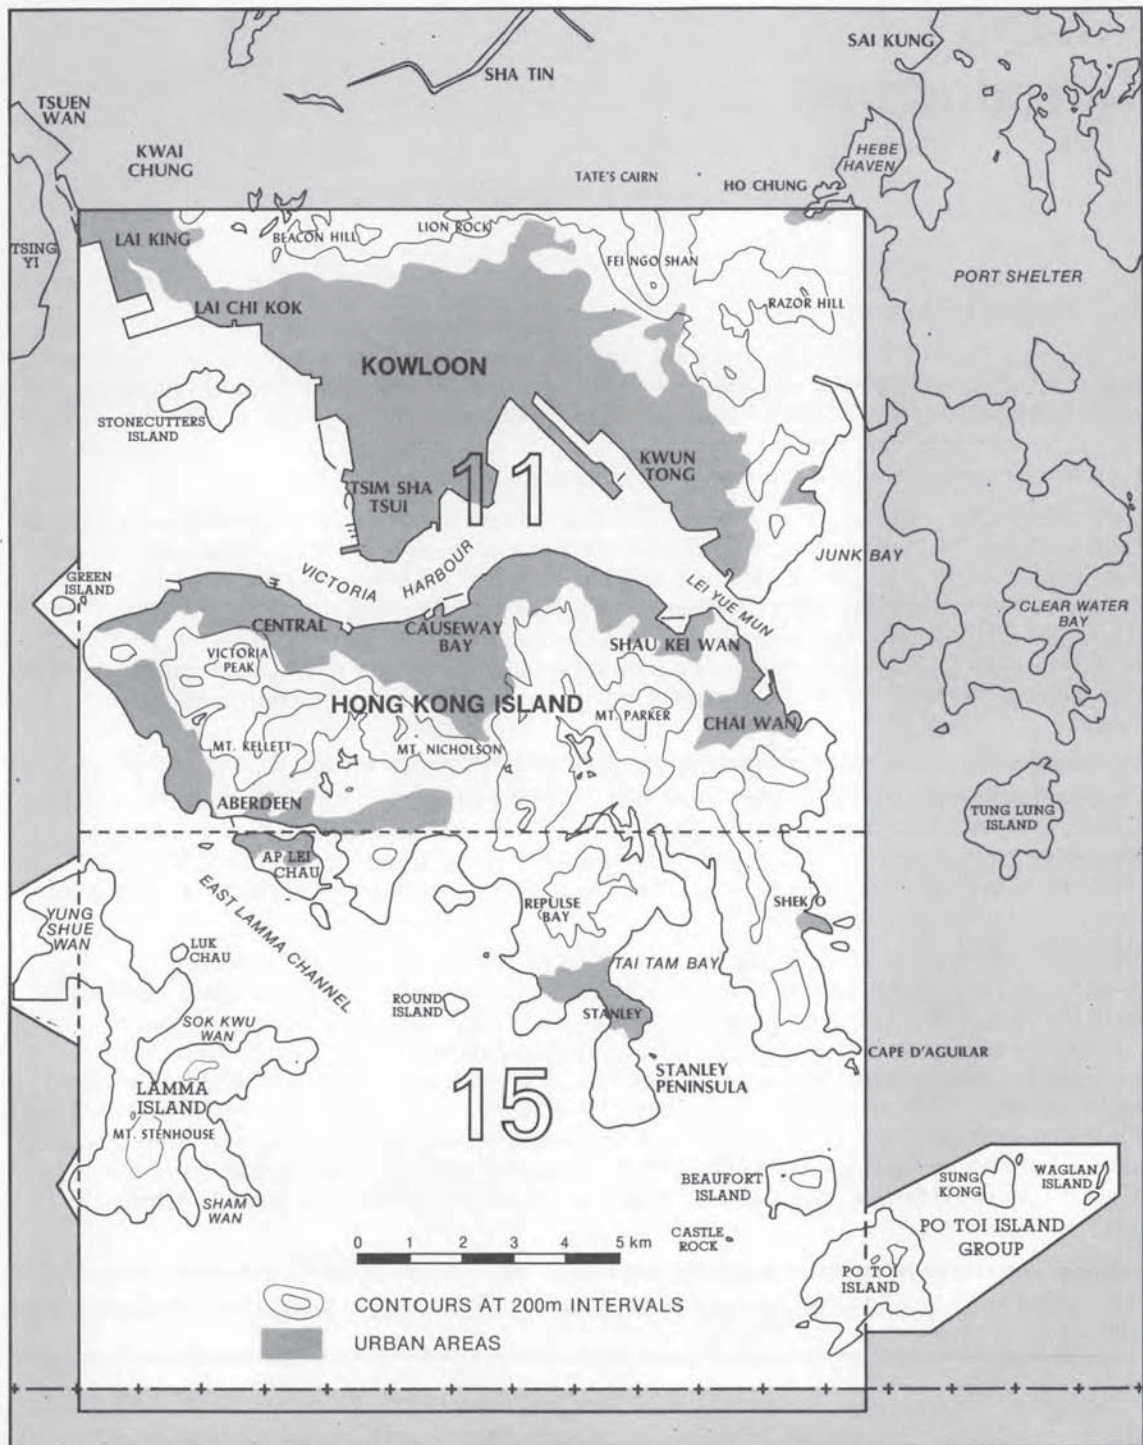 SAI KUNG
SHA TIN
TSUEN
WAN
KWAI
CHUNG
HEBE
HAVEN
TATE'S CAIRN
HO CHUNG
LAI KING
BEACON HILL
LION ROCK
TSING
YI
FEI NGO SHAN
PORT SHELTER
LAI CHI KOK
RAZOR HILL
KOWLOON
STONECUTTERS
ISLAND
KWUN
TONG
11
TSIM SHA
TSUI
JUNK BAY
VICTORIA HARBOUR
GREEN
ISLAND
LEI YUE MUN
CLEAR WATER
BAY
CENTRAL
CAUSEWAY
BAY
SHAU KEI WAN
VICTORIA
PEAK
HONG KONG ISLAND
MT. PARKER
CHAI WAN
MT. KELLETT
MT. NICHOLSON
ABERDEEN
TUNG LUNG
ISLAND
AP LEI
CHAU
EAST LAMMA CHANNEL
REPULSE
BAY
SHEK O
YUNG
SHUE
WAN
LUK
CHAU
TAI TAM BAY
ROUND
ISLAND
STANLEY
SOK KWU
WAN
CAPE D'AGUILAR
STANLEY
PENINSULA
LAMMA
ISLAND
15
MT. STENHOUSE
SHAM
WAN
BEAUFORT
ISLAND
SUNG
KONG
WAGLAN
ISLAND
PO TOI ISLAND
GROUP
CASTLE
ROCK
PO TOI
ISLAND
0 1 2 3 4 5 km
CONTOURS AT 200m INTERVALS
URBAN AREAS